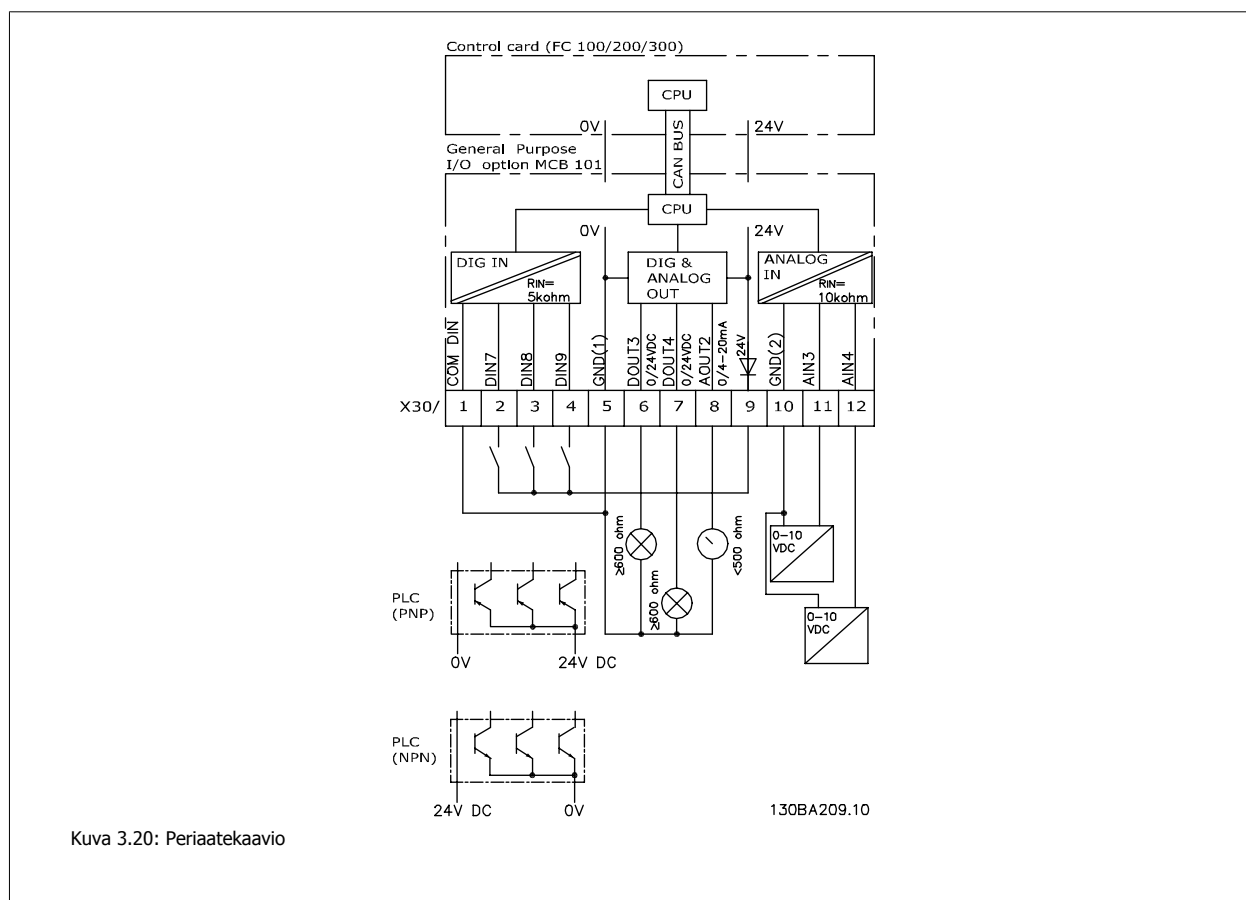 Control card (FC 100/200/300)
CPU
0V
24V
CAN BUS
General Purpose
I/O option MCB 101
CPU
0V
24V
DIG IN
RIN=
5kohm
DIG &
ANALOG
OUT
ANALOG
IN
RIN=
10kohm
COM DIN
DIN7
DIN8
DIN9
GND(1)
DOUT3
0/24VDC
DOUT4
0/24VDC
AOUT2
0/4-20mA
24V
GND(2)
AIN3
AIN4
X30/ 1 2 3 4 5 6 7 8 9 10 11 12
≥600 ohm
≥600 ohm
<500 ohm
0-10
VDC
0-10
VDC
PLC
(PNP)
0V 24V DC
PLC
(NPN)
24V DC 0V
130BA209.10
Kuva 3.20: Periaatekaavio